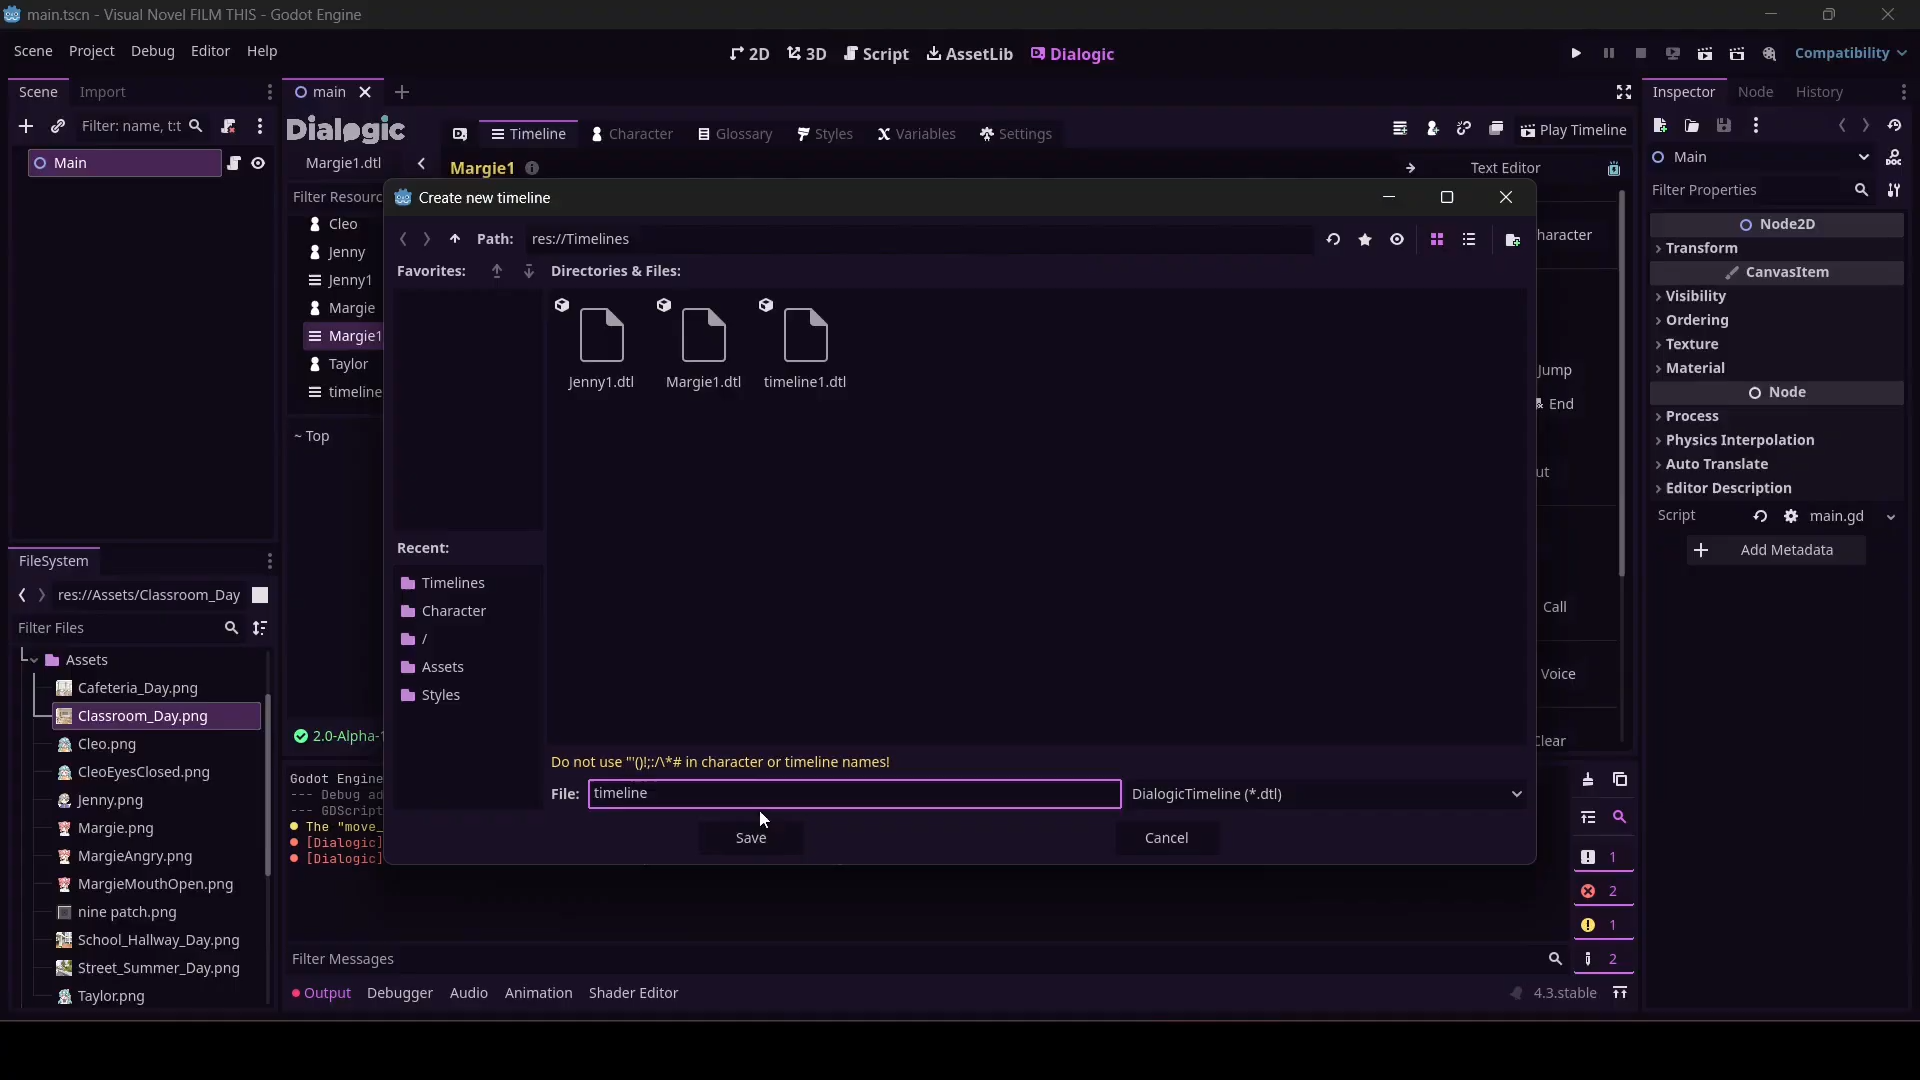 main.tscn - Visual Novel FILM THIS - Godot Engine
Scene Project Debug Editor Help
2D 3D Script AssetLib Dialogic
Compatibility
Scene Import
main
Inspector Node History
Filter: name, t:t
Dialogic
Timeline Character Glossary Styles Variables Settings
Play Timeline
Main
Margie1.dtl
Margie1
Text Editor
Main
Filter Properties
Filter Resourc
Cleo
Jenny
Jenny1
Margie
Margie1
Taylor
timeline
~ Top
2.0-Alpha-
Create new timeline
Path: res://Timelines
Favorites:
Directories & Files:
Jenny1.dtl Margie1.dtl timeline1.dtl
Recent:
Timelines
Character
/
Assets
Styles
Do not use "'()!;:/\*# in character or timeline names!
File: timeline
DialogicTimeline (*.dtl)
Save
Cancel
haracter
Jump
& End
ut
Call
Voice
Clear
Node2D
Transform
CanvasItem
Visibility
Ordering
Texture
Material
Node
Process
Physics Interpolation
Auto Translate
Editor Description
Script main.gd
Add Metadata
FileSystem
res://Assets/Classroom_Day
Filter Files
Assets
Cafeteria_Day.png
Classroom_Day.png
Cleo.png
CleoEyesClosed.png
Jenny.png
Margie.png
MargieAngry.png
MargieMouthOpen.png
nine patch.png
School_Hallway_Day.png
Street_Summer_Day.png
Taylor.png
Godot Engine
--- Debug ad
--- GDScript
The "move_
[Dialogic]
[Dialogic]
1
2
1
2
Filter Messages
Output Debugger Audio Animation Shader Editor
4.3.stable